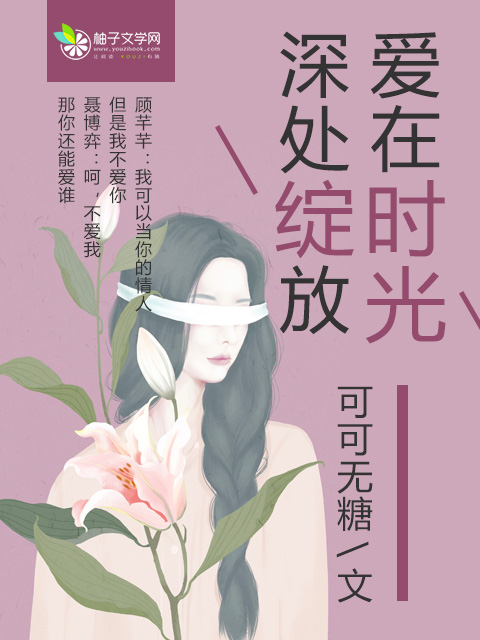 柚子文学网
www.youzibook.com
爱在时光
深处绽放
顾芊芊：我可以当你的情人
但是我不爱你
聂博弈：呵，不爱我
那你还能爱谁
可可无糖\文